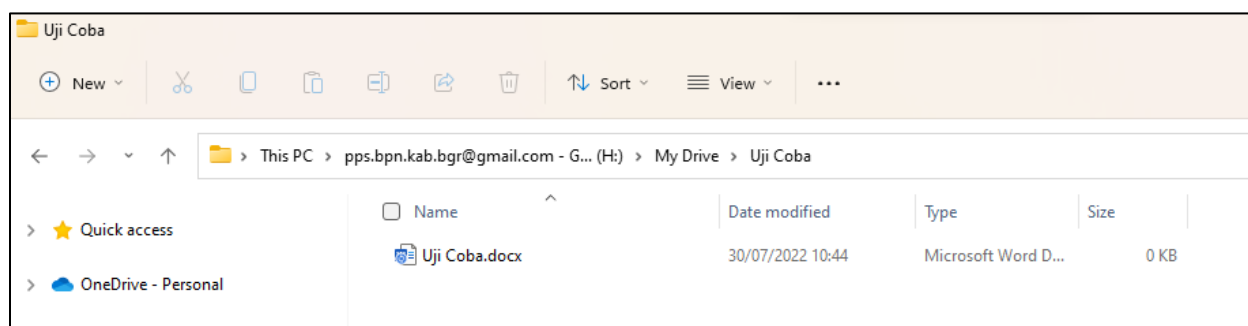 Uji Coba
New Sort View ...
This PC > pps.bpn.kab.bgr@gmail.com - G... (H:) > My Drive > Uji Coba
Name Date modified Type Size
Quick access
Uji Coba.docx 30/07/2022 10:44 Microsoft Word D... 0 KB
OneDrive - Personal